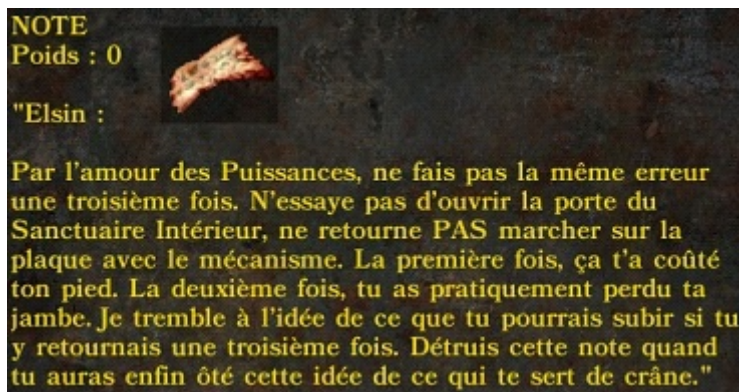 NOTE
Poids : 0
"Elsin :
Par l'amour des Puissances, ne fais pas la même erreur
une troisième fois. N'essaye pas d'ouvrir la porte du
Sanctuaire Intérieur, ne retourne PAS marcher sur la
plaque avec le mécanisme. La première fois, ça t'a coûté
ton pied. La deuxième fois, tu as pratiquement perdu ta
jambe. Je tremble à l'idée de ce que tu pourrais subir si tu
y retournais une troisième fois. Détruis cette note quand
tu auras enfin ôté cette idée de ce qui te sert de crâne."